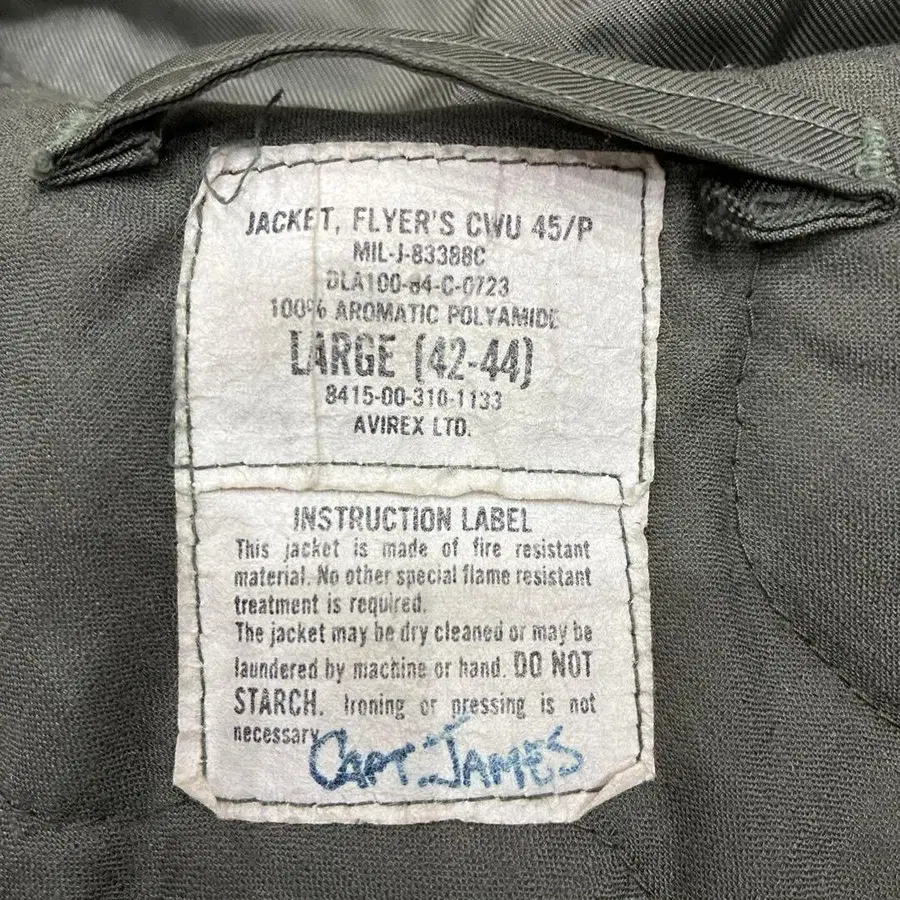 JACKET, FLYER'S CWU 45/P
MIL-J-83388C
DLA100-84-C-0723
100% AROMATIC POLYAMIDE
LARGE (42-44)
8415-00-310-1133
AVIREX LTD.
INSTRUCTION LABEL
This jacket is made of fire resistant
material. No other special flame resistant
treatment is required.
The jacket may be dry cleaned or may be
laundered by machine or hand. DO NOT
STARCH. Ironing or pressing is not
necessary.
CAPT. JAMES